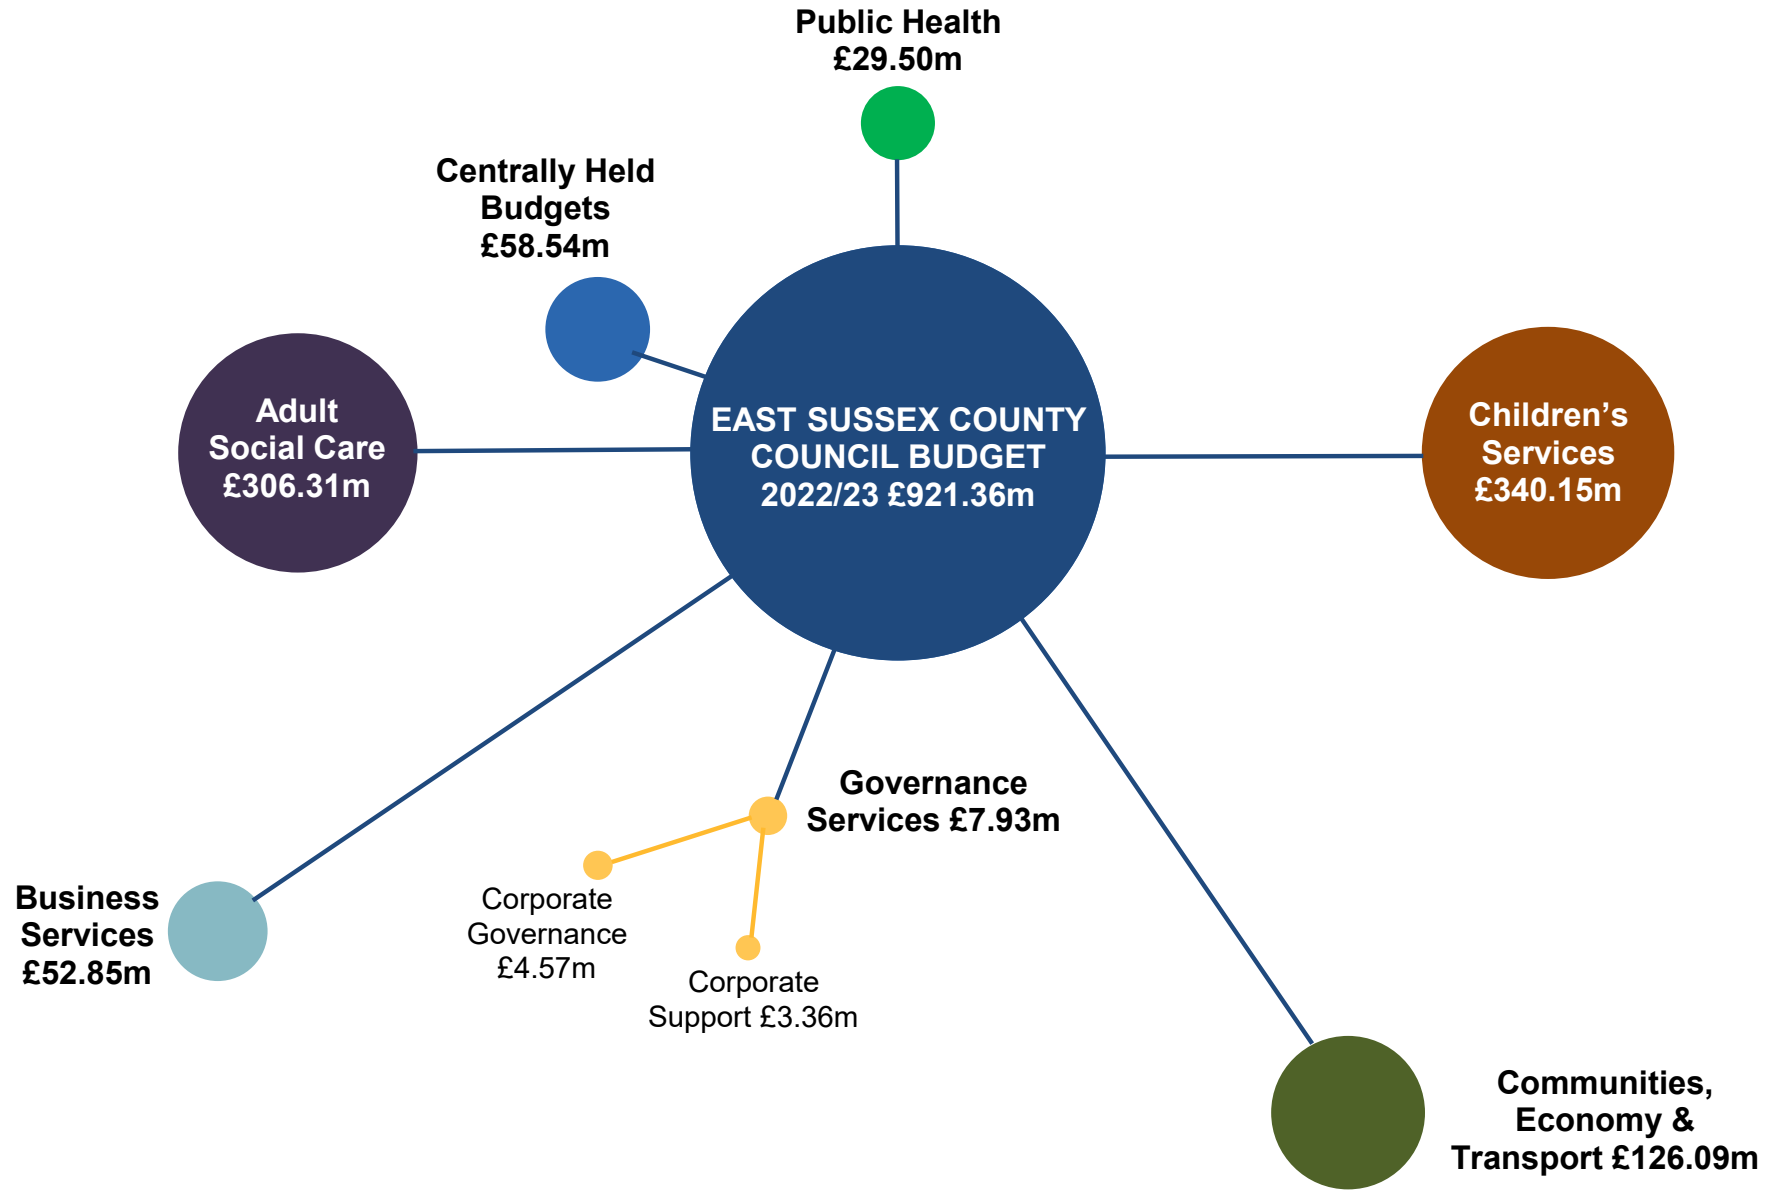 Public Health
£29.50m
Centrally Held
Budgets
£58.54m
Adult
Social Care
£306.31m
EAST SUSSEX COUNTY
COUNCIL BUDGET
2022/23 £921.36m
Children’s
Services
£340.15m
Governance
Services £7.93m
Business
Services
£52.85m
Corporate
Governance
£4.57m
Corporate
Support £3.36m
Communities,
Economy &
Transport £126.09m